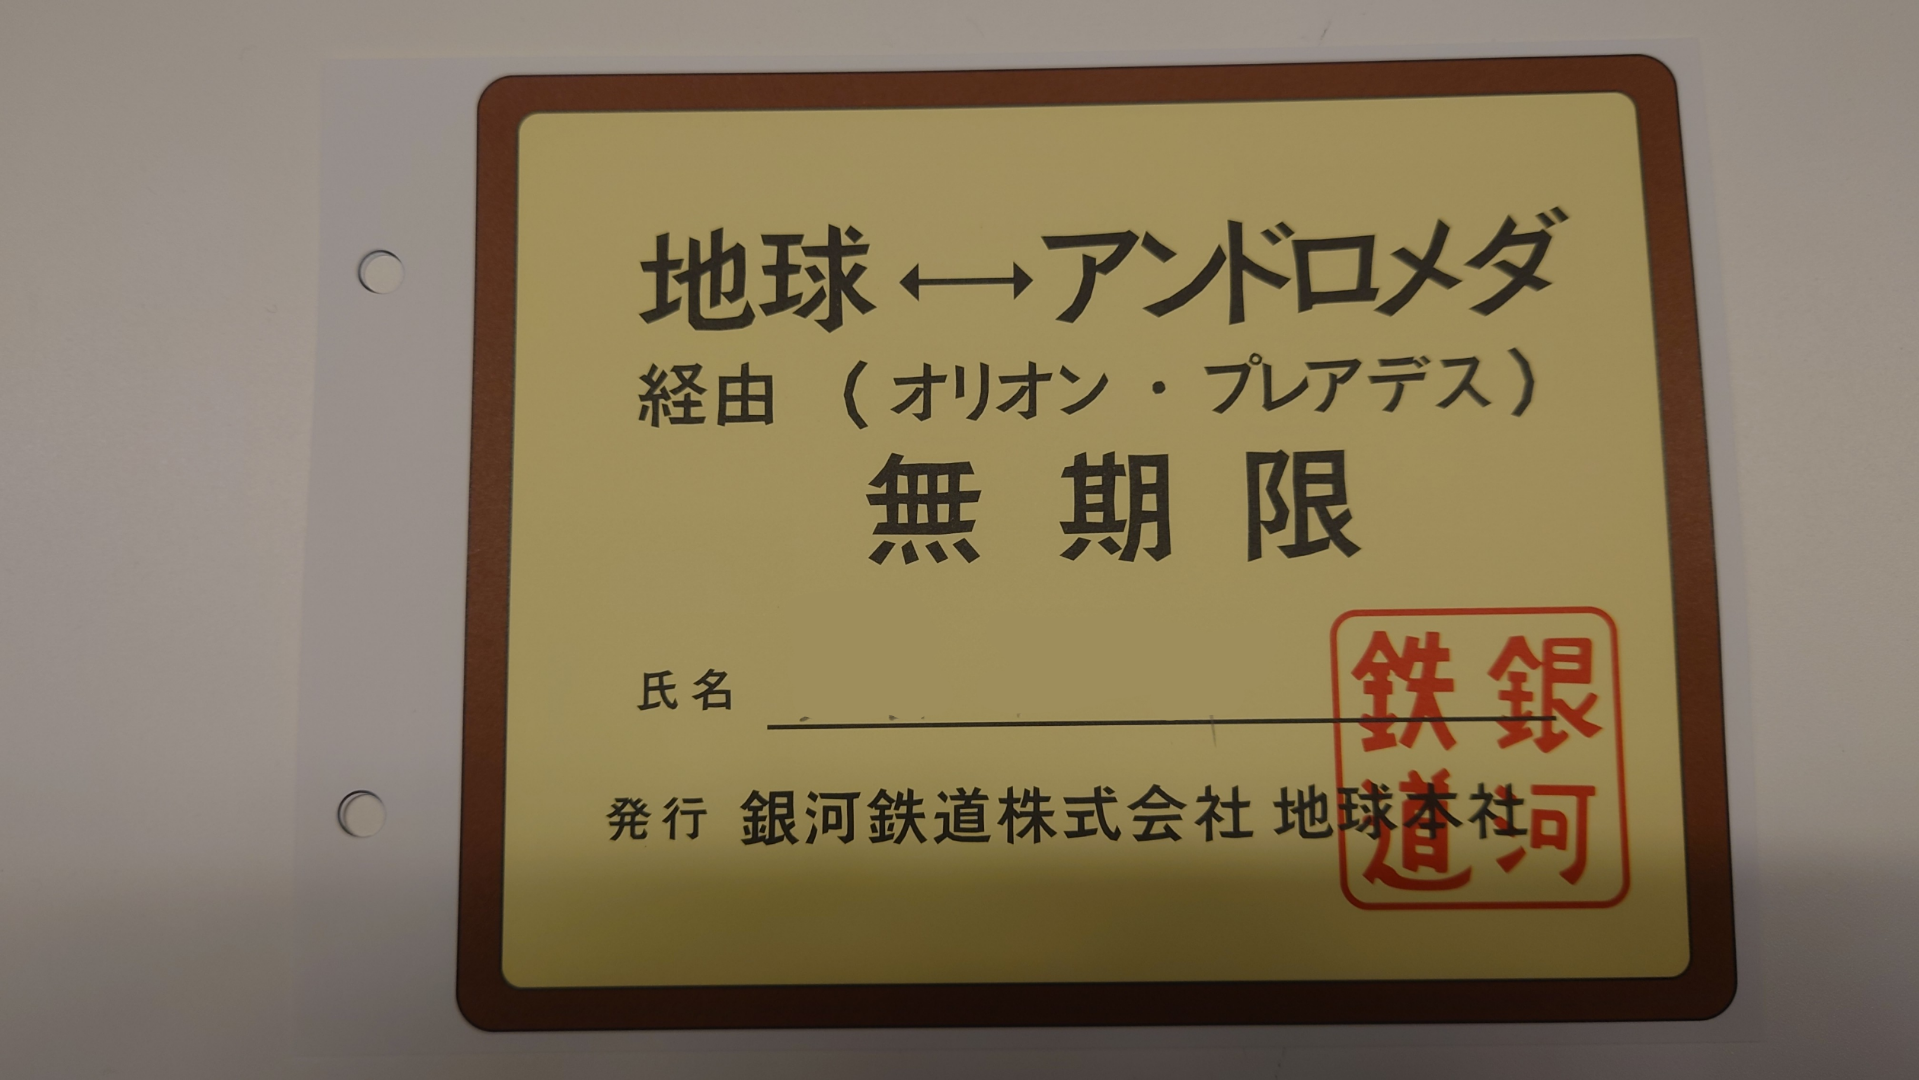 地球←→アンドロメダ
経由(オリオン・プレアデス)
無期限
氏名
発行 銀河鉄道株式会社 地球本社
銀河
鉄道